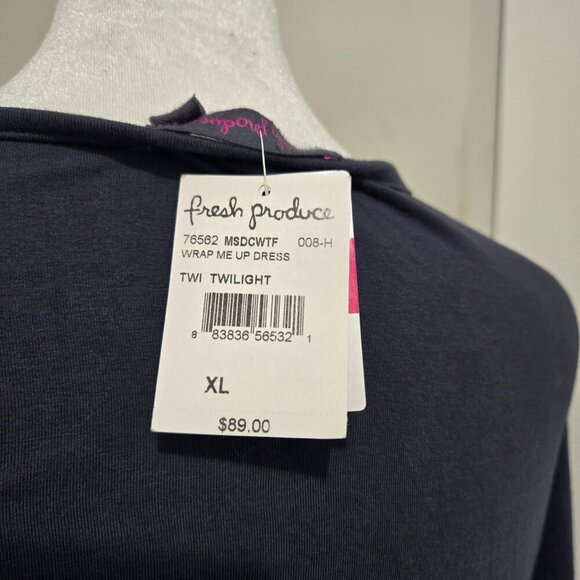 fresh produce
76562 MSDCWTF 008-H
WRAP ME UP DRESS
TWI TWILIGHT
8 83836 56532 1
XL
$89.00